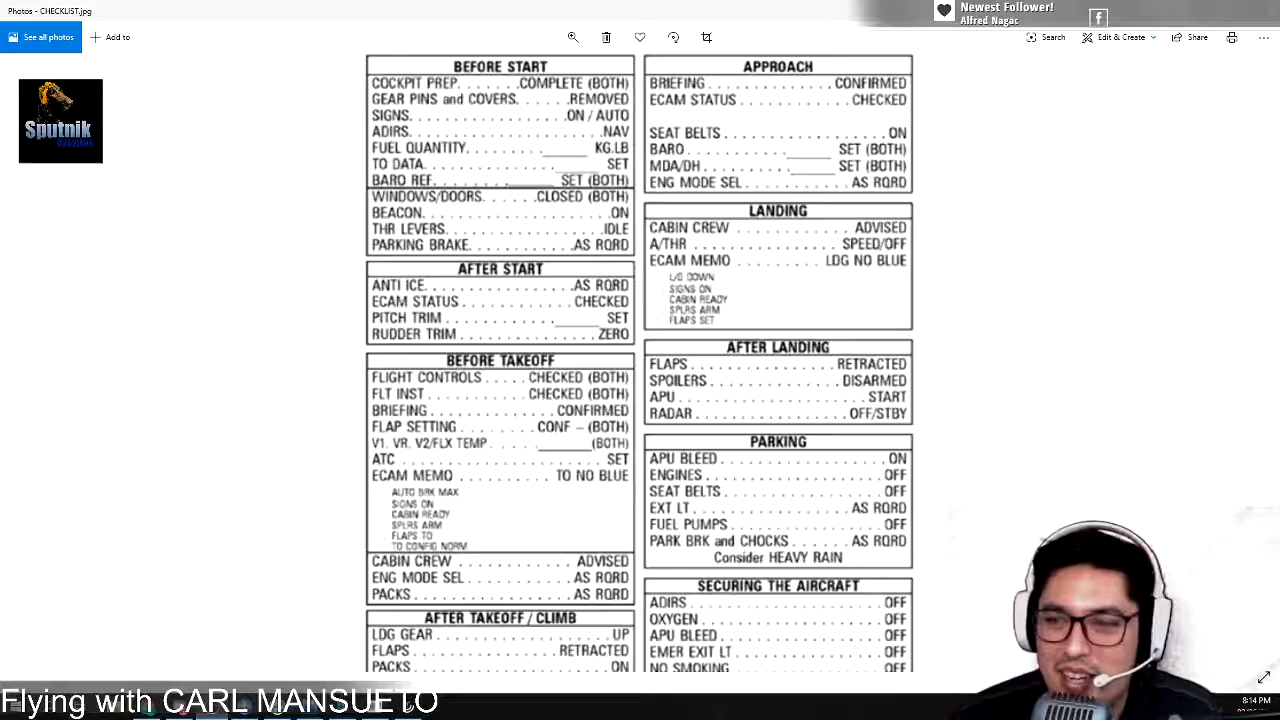 Photos - CHECKLIST.jpg
Newest Follower!
Alfred Nagac
See all photos
Add to
Search
Edit & Create
Share
Sputnik
BEFORE START
COCKPIT PREP. . . . . . .COMPLETE (BOTH)
GEAR PINS and COVERS. . . . . .REMOVED
SIGNS. . . . . . . . . . . . . . . . .ON / AUTO
ADIRS. . . . . . . . . . . . . . . . . . . . .NAV
FUEL QUANTITY. . . . . . . . ______ KG.LB
TO DATA. . . . . . . . . . . . . ______ SET
BARO REF. . . . . . . . ______ SET (BOTH)
WINDOWS/DOORS. . . . . . .CLOSED (BOTH)
BEACON. . . . . . . . . . . . . . . . . . . . .ON
THR LEVERS. . . . . . . . . . . . . . . . .IDLE
PARKING BRAKE. . . . . . . . . . .AS RQRD
AFTER START
ANTI ICE. . . . . . . . . . . . . . . .AS RQRD
ECAM STATUS . . . . . . . . . . . CHECKED
PITCH TRIM . . . . . . . . . . . ______ SET
RUDDER TRIM . . . . . . . . . . . . . . ZERO
BEFORE TAKEOFF
FLIGHT CONTROLS . . . . . CHECKED (BOTH)
FLT INST . . . . . . . . . . . . CHECKED (BOTH)
BRIEFING . . . . . . . . . . . . . CONFIRMED
FLAP SETTING . . . . . . . . CONF – (BOTH)
V1. VR. V2/FLX TEMP . . . . . _______(BOTH)
ATC . . . . . . . . . . . . . . . . . . . . . SET
ECAM MEMO . . . . . . . . . . TO NO BLUE
AUTO BRK MAX
SIGNS ON
CABIN READY
SPLRS ARM
FLAPS TO
TO CONFIG NORM
CABIN CREW . . . . . . . . . . . ADVISED
ENG MODE SEL . . . . . . . . . . AS RQRD
PACKS . . . . . . . . . . . . . . . . AS RQRD
AFTER TAKEOFF / CLIMB
LDG GEAR . . . . . . . . . . . . . . . . . UP
FLAPS . . . . . . . . . . . . . . . RETRACTED
PACKS . . . . . . . . . . . . . . . . . . . . ON
APPROACH
BRIEFING . . . . . . . . . . . . . CONFIRMED
ECAM STATUS . . . . . . . . . . . CHECKED
SEAT BELTS . . . . . . . . . . . . . . . . . ON
BARO . . . . . . . . . . ______ SET (BOTH)
MDA/DH . . . . . . . . ______ SET (BOTH)
ENG MODE SEL . . . . . . . . . . AS RQRD
LANDING
CABIN CREW . . . . . . . . . . . ADVISED
A/THR . . . . . . . . . . . . . . . SPEED/OFF
ECAM MEMO . . . . . . . . . LDG NO BLUE
L/G DOWN
SIGNS ON
CABIN READY
SPLRS ARM
FLAPS SET
AFTER LANDING
FLAPS . . . . . . . . . . . . . . . RETRACTED
SPOILERS . . . . . . . . . . . . . DISARMED
APU . . . . . . . . . . . . . . . . . . . START
RADAR . . . . . . . . . . . . . . . OFF/STBY
PARKING
APU BLEED . . . . . . . . . . . . . . . . . ON
ENGINES . . . . . . . . . . . . . . . . . . OFF
SEAT BELTS . . . . . . . . . . . . . . . . OFF
EXT LT . . . . . . . . . . . . . . . . AS RQRD
FUEL PUMPS . . . . . . . . . . . . . . . OFF
PARK BRK and CHOCKS . . . . . . AS RQRD
Consider HEAVY RAIN
SECURING THE AIRCRAFT
ADIRS . . . . . . . . . . . . . . . . . . . . OFF
OXYGEN . . . . . . . . . . . . . . . . . . OFF
APU BLEED . . . . . . . . . . . . . . . . OFF
EMER EXIT LT . . . . . . . . . . . . . . OFF
NO SMOKING . . . . . . . . . . . . . . OFF
Flying with CARL MANSUETO
8:14 PM